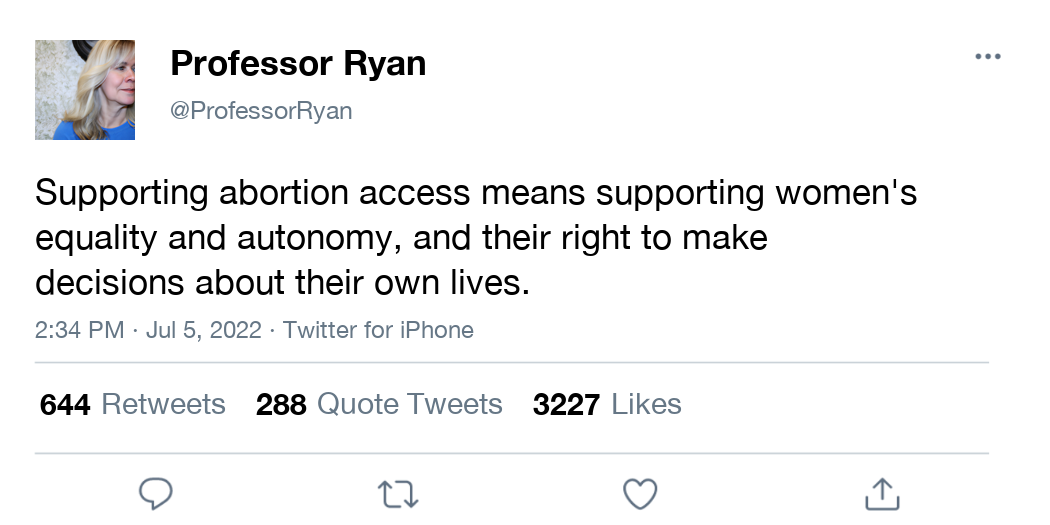 Professor Ryan
@ProfessorRyan
Supporting abortion access means supporting women's
equality and autonomy, and their right to make
decisions about their own lives.
2:34 PM · Jul 5, 2022 · Twitter for iPhone
644 Retweets 288 Quote Tweets 3227 Likes